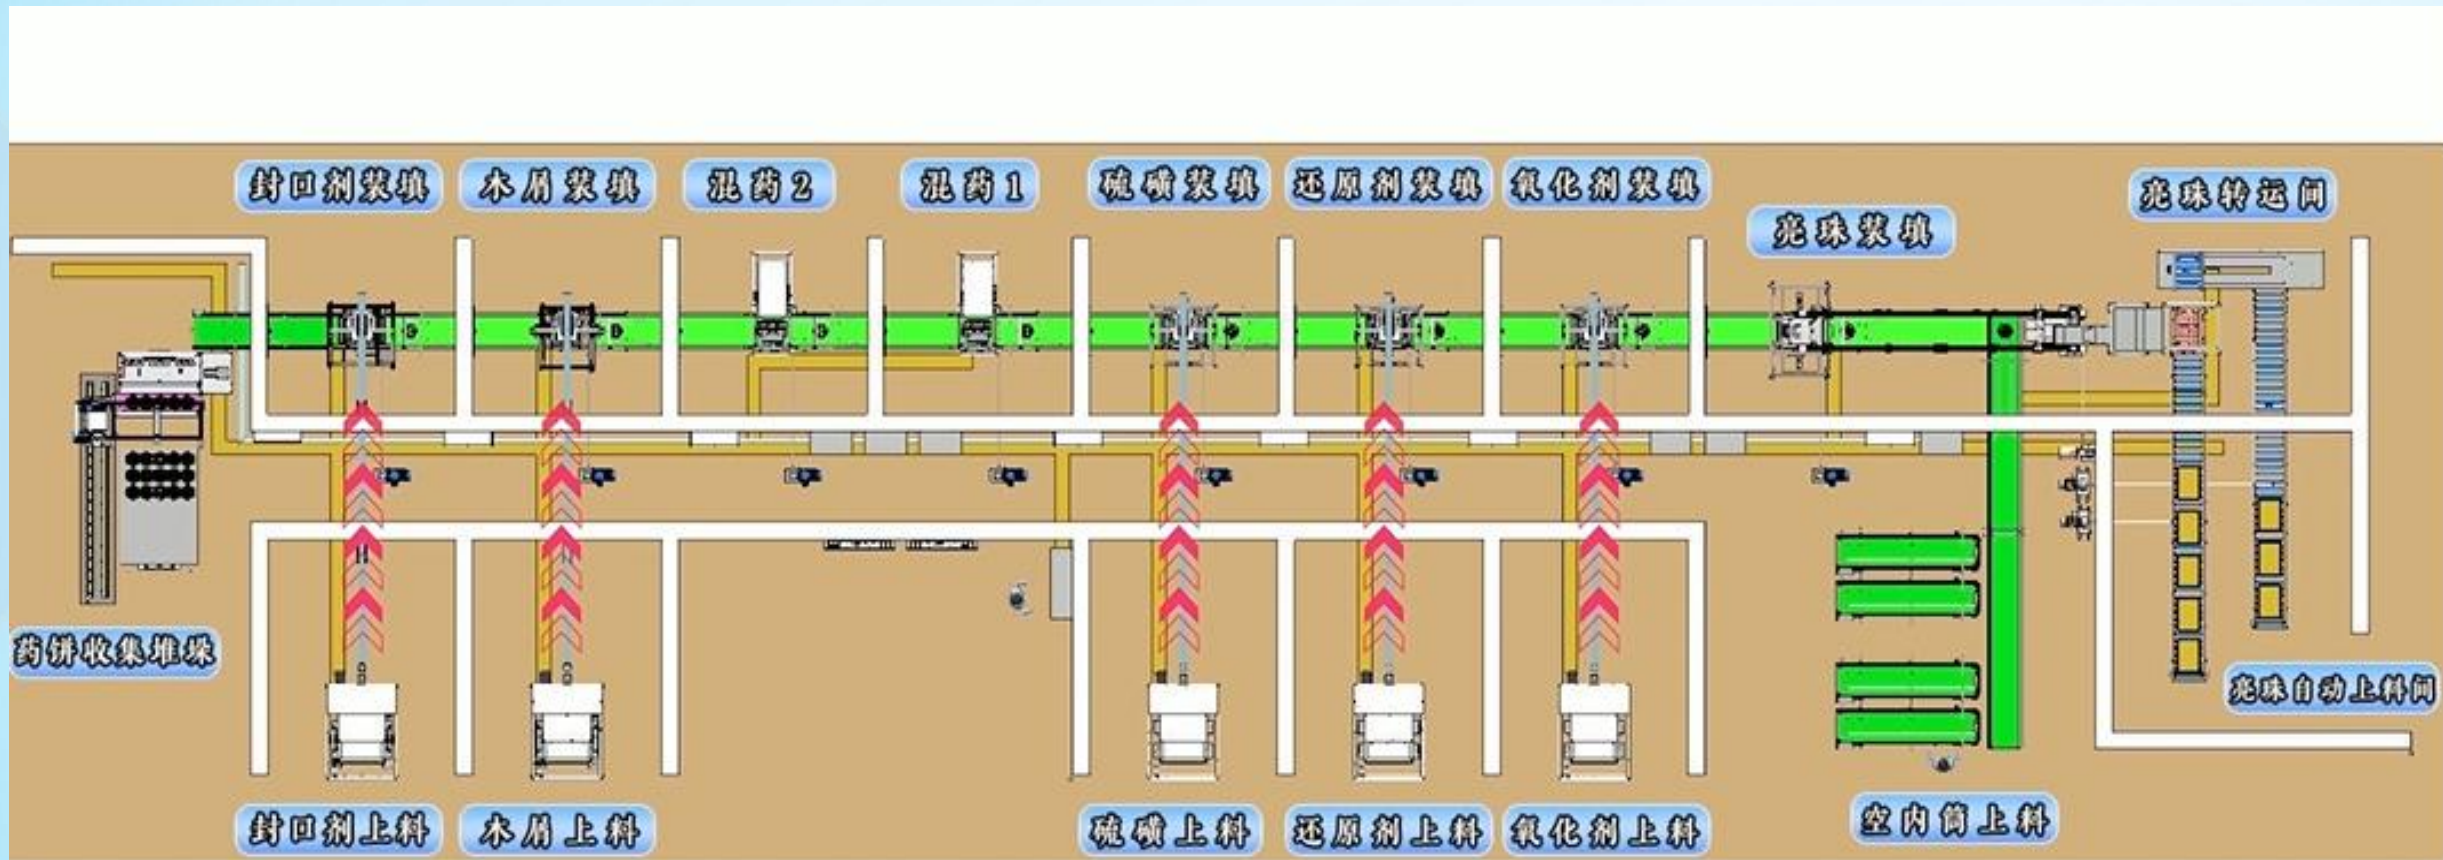 封口剂装填
木屑装填
混药2
混药1
硫磺装填
还原剂装填
氧化剂装填
亮珠装填
亮珠转运间
药饼收集堆垛
亮珠自动上料间
封口剂上料
木屑上料
硫磺上料
还原剂上料
氧化剂上料
空内筒上料